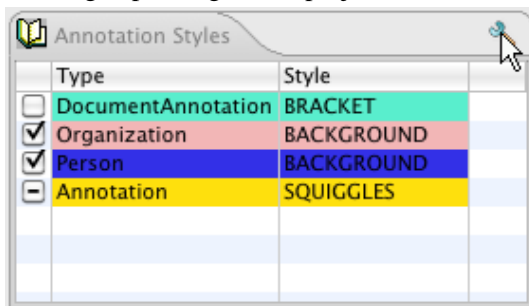 Annotation Styles
Type Style
DocumentAnnotation BRACKET
Organization BACKGROUND
Person BACKGROUND
Annotation SQUIGGLES